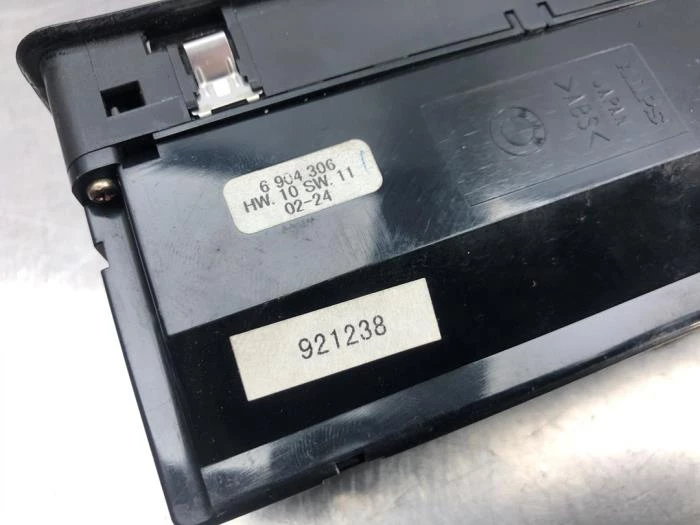 6 904 306
HW. 10 SW. 11
02-24
921238
JAPAN
>ABS<